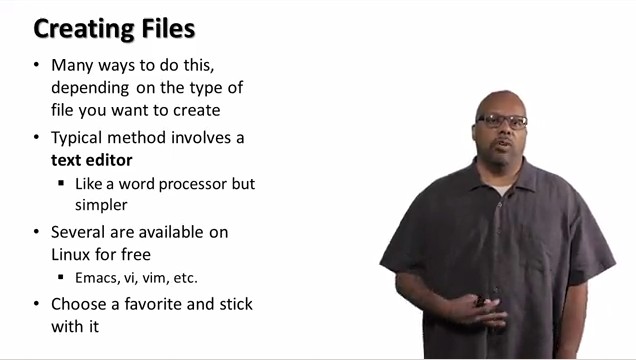 Creating Files
• Many ways to do this,
depending on the type of
file you want to create
• Typical method involves a
text editor
▪ Like a word processor but
simpler
• Several are available on
Linux for free
▪ Emacs, vi, vim, etc.
• Choose a favorite and stick
with it